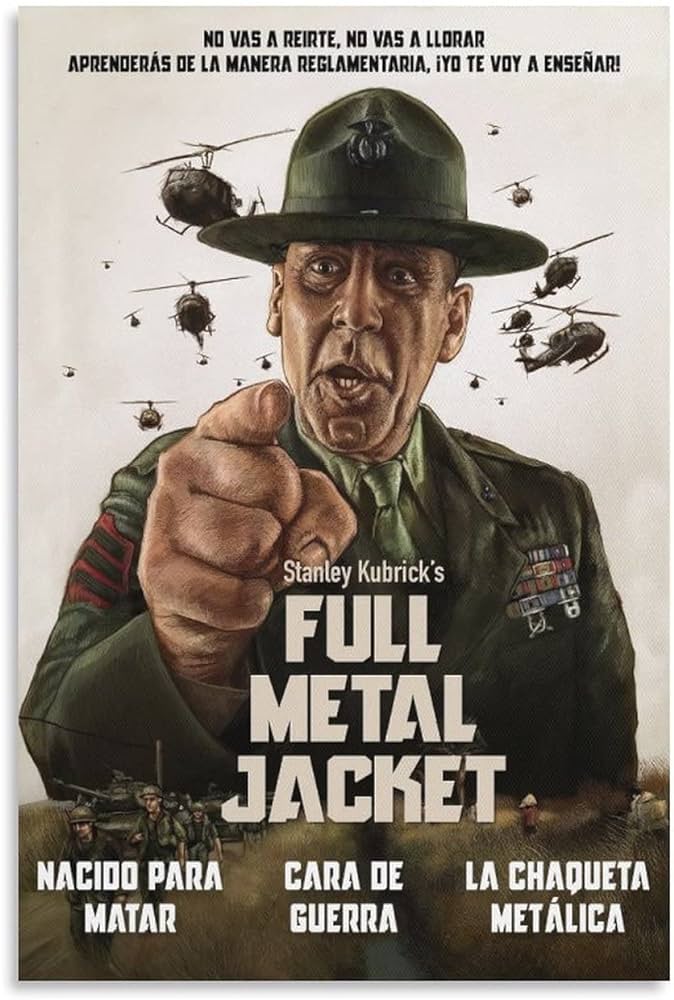 NO VAS A REIRTE, NO VAS A LLORAR
APRENDERÁS DE LA MANERA REGLAMENTARIA, ¡YO TE VOY A ENSEÑAR!
Stanley Kubrick's
FULL
METAL
JACKET
NACIDO PARA
MATAR
CARA DE
GUERRA
LA CHAQUETA
METÁLICA